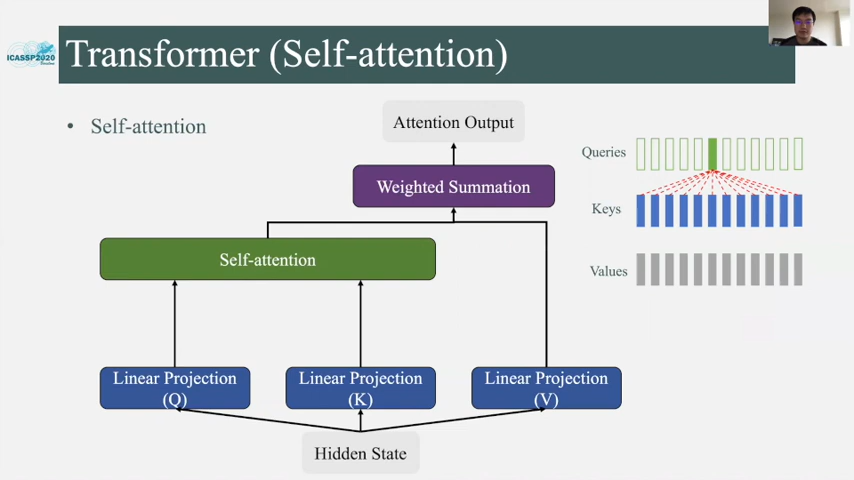 ICASSP2020
Transformer (Self-attention)
• Self-attention
Attention Output
Weighted Summation
Self-attention
Linear Projection
(Q)
Linear Projection
(K)
Linear Projection
(V)
Hidden State
Queries
Keys
Values